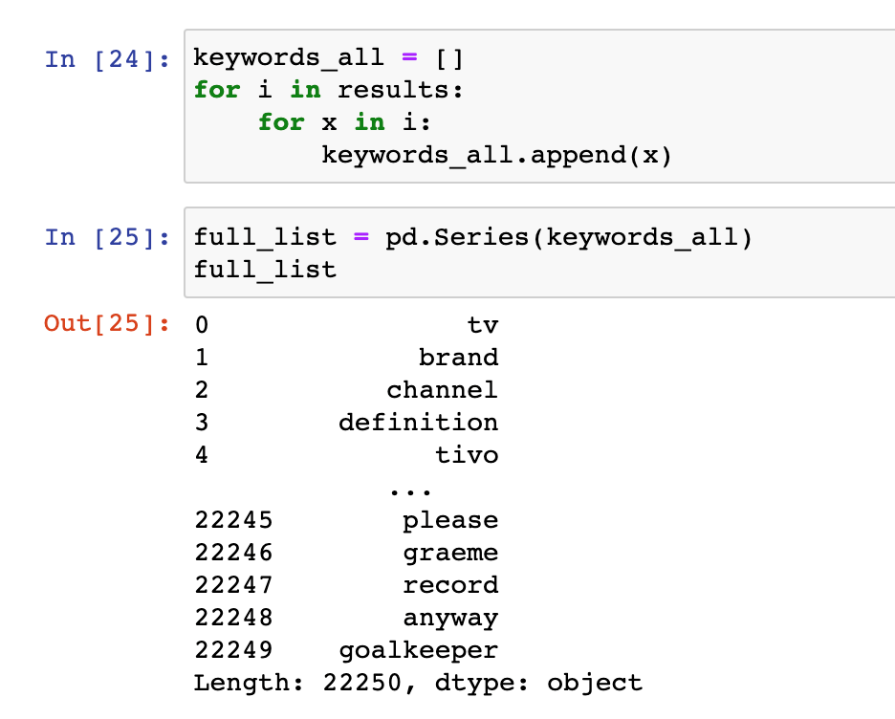 In [24]: keywords_all = []
for i in results:
    for x in i:
        keywords_all.append(x)
In [25]: full_list = pd.Series(keywords_all)
full_list
Out[25]: 0 tv
1 brand
2 channel
3 definition
4 tivo
...
22245 please
22246 graeme
22247 record
22248 anyway
22249 goalkeeper
Length: 22250, dtype: object